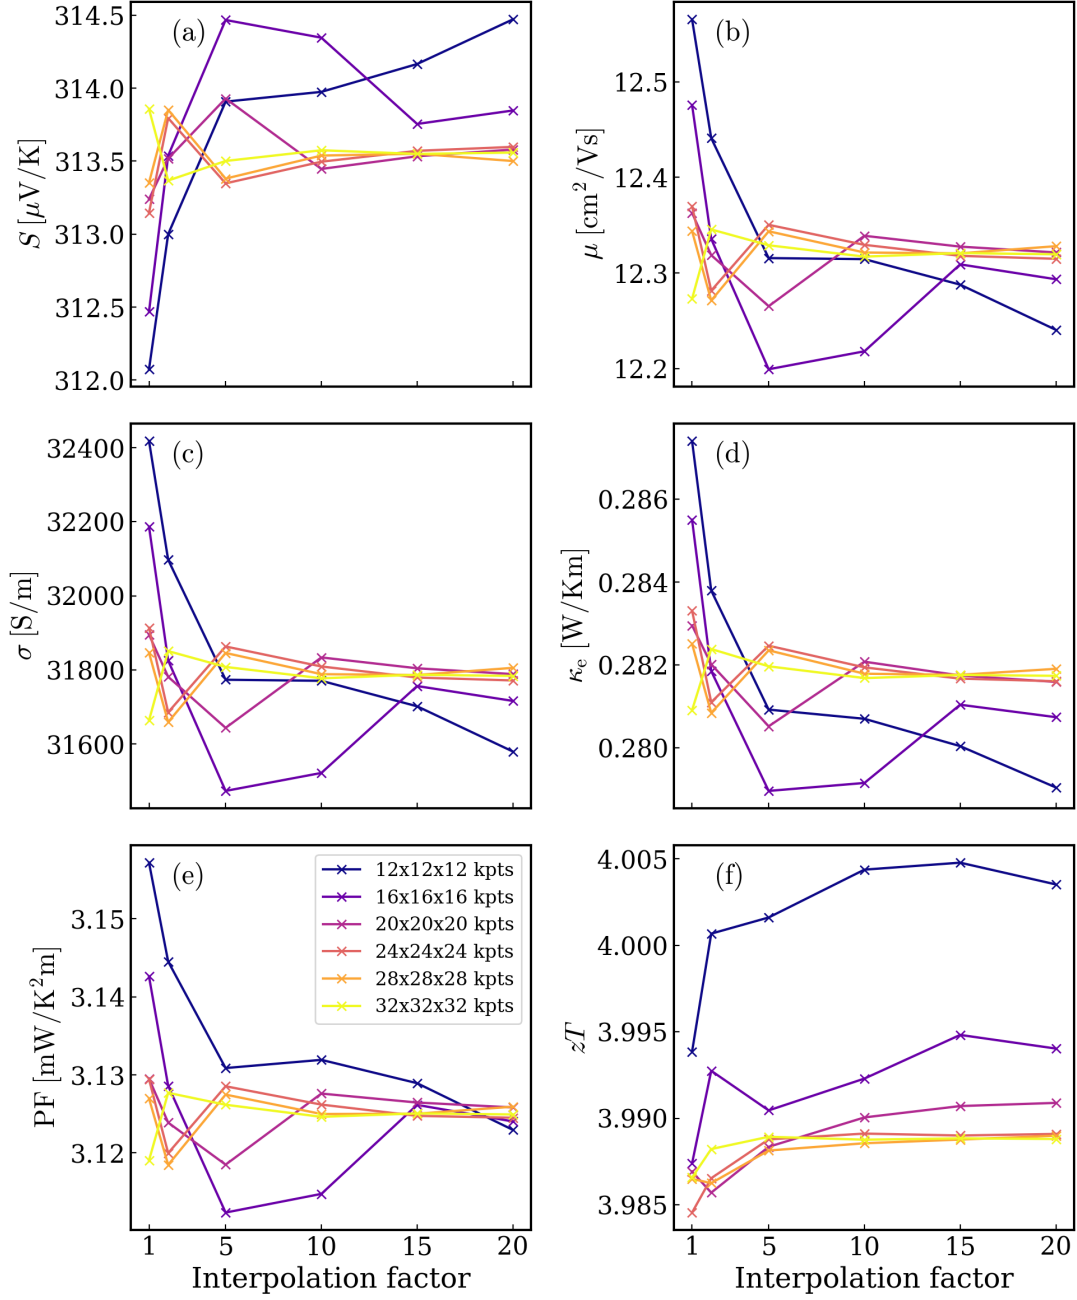 (a)
S [μV/K]
314.5
314.0
313.5
313.0
312.5
312.0
(b)
μ [cm²/Vs]
12.5
12.4
12.3
12.2
(c)
σ [S/m]
32400
32200
32000
31800
31600
(d)
κe [W/Km]
0.286
0.284
0.282
0.280
(e)
PF [mW/K²m]
3.15
3.14
3.13
3.12
12x12x12 kpts
16x16x16 kpts
20x20x20 kpts
24x24x24 kpts
28x28x28 kpts
32x32x32 kpts
1 5 10 15 20
Interpolation factor
(f)
zT
4.005
4.000
3.995
3.990
3.985
1 5 10 15 20
Interpolation factor